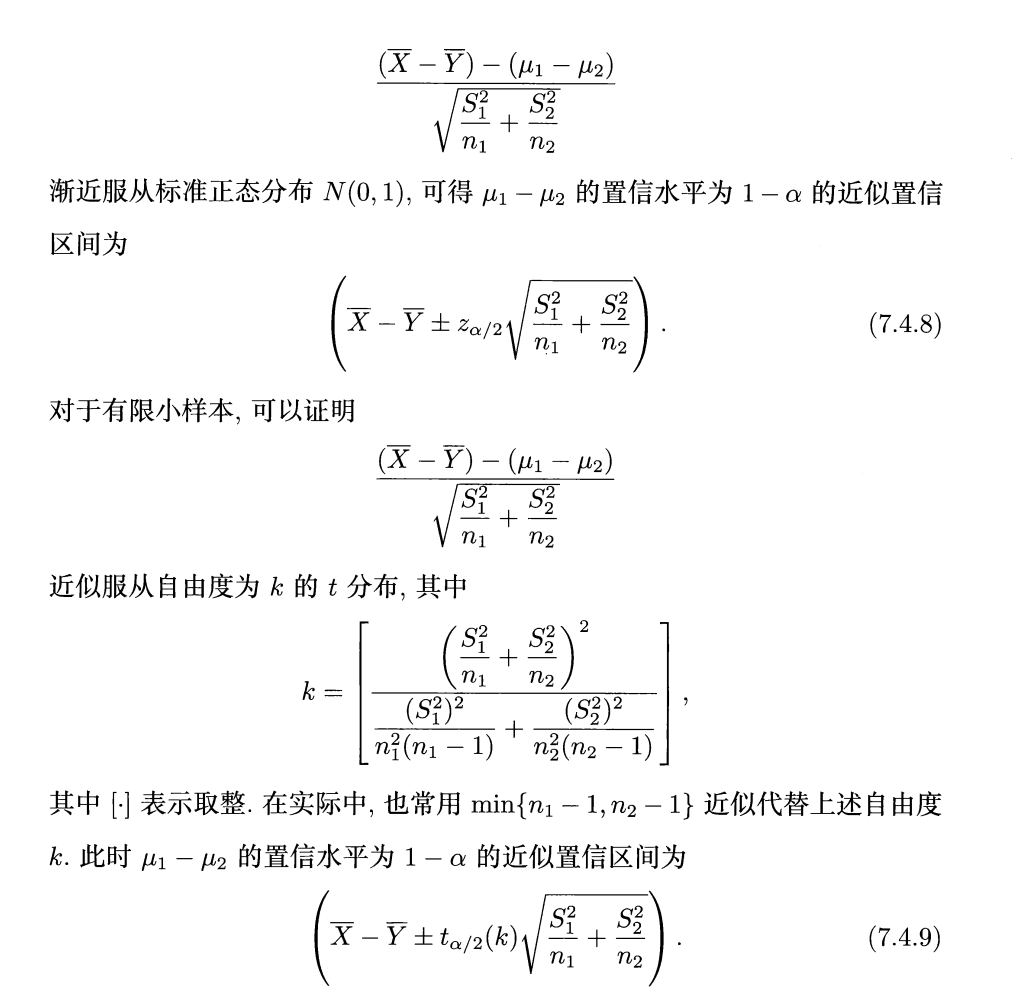 $$\frac{(\overline{X}-\overline{Y})-(\mu_1-\mu_2)}{\sqrt{\dfrac{S_1^2}{n_1}+\dfrac{S_2^2}{n_2}}}$$
渐近服从标准正态分布 $N(0,1)$, 可得 $\mu_1-\mu_2$ 的置信水平为 $1-\alpha$ 的近似置信
区间为
$$\left(\overline{X}-\overline{Y}\pm z_{\alpha/2}\sqrt{\frac{S_1^2}{n_1}+\frac{S_2^2}{n_2}}\right).\quad (7.4.8)$$
对于有限小样本, 可以证明
$$\frac{(\overline{X}-\overline{Y})-(\mu_1-\mu_2)}{\sqrt{\dfrac{S_1^2}{n_1}+\dfrac{S_2^2}{n_2}}}$$
近似服从自由度为 $k$ 的 $t$ 分布, 其中
$$k=\left[\frac{\left(\dfrac{S_1^2}{n_1}+\dfrac{S_2^2}{n_2}\right)^2}{\dfrac{(S_1^2)^2}{n_1^2(n_1-1)}+\dfrac{(S_2^2)^2}{n_2^2(n_2-1)}}\right],$$
其中 $[\cdot]$ 表示取整. 在实际中, 也常用 $\min\{n_1-1,n_2-1\}$ 近似代替上述自由度
$k$. 此时 $\mu_1-\mu_2$ 的置信水平为 $1-\alpha$ 的近似置信区间为
$$\left(\overline{X}-\overline{Y}\pm t_{\alpha/2}(k)\sqrt{\frac{S_1^2}{n_1}+\frac{S_2^2}{n_2}}\right).\quad (7.4.9)$$